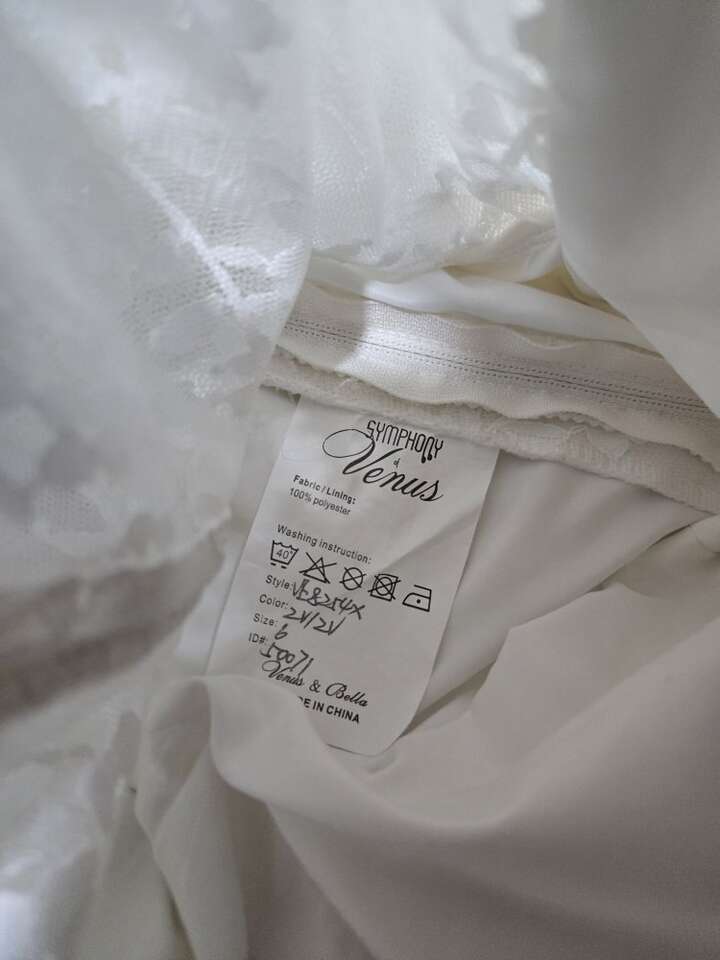 SYMPHONY
of
Venus
Fabric / Lining:
100% polyester
Washing instruction:
40°
Style:
Color:
Size: 6
ID#: 50071
Venus & Bella
DE IN CHINA